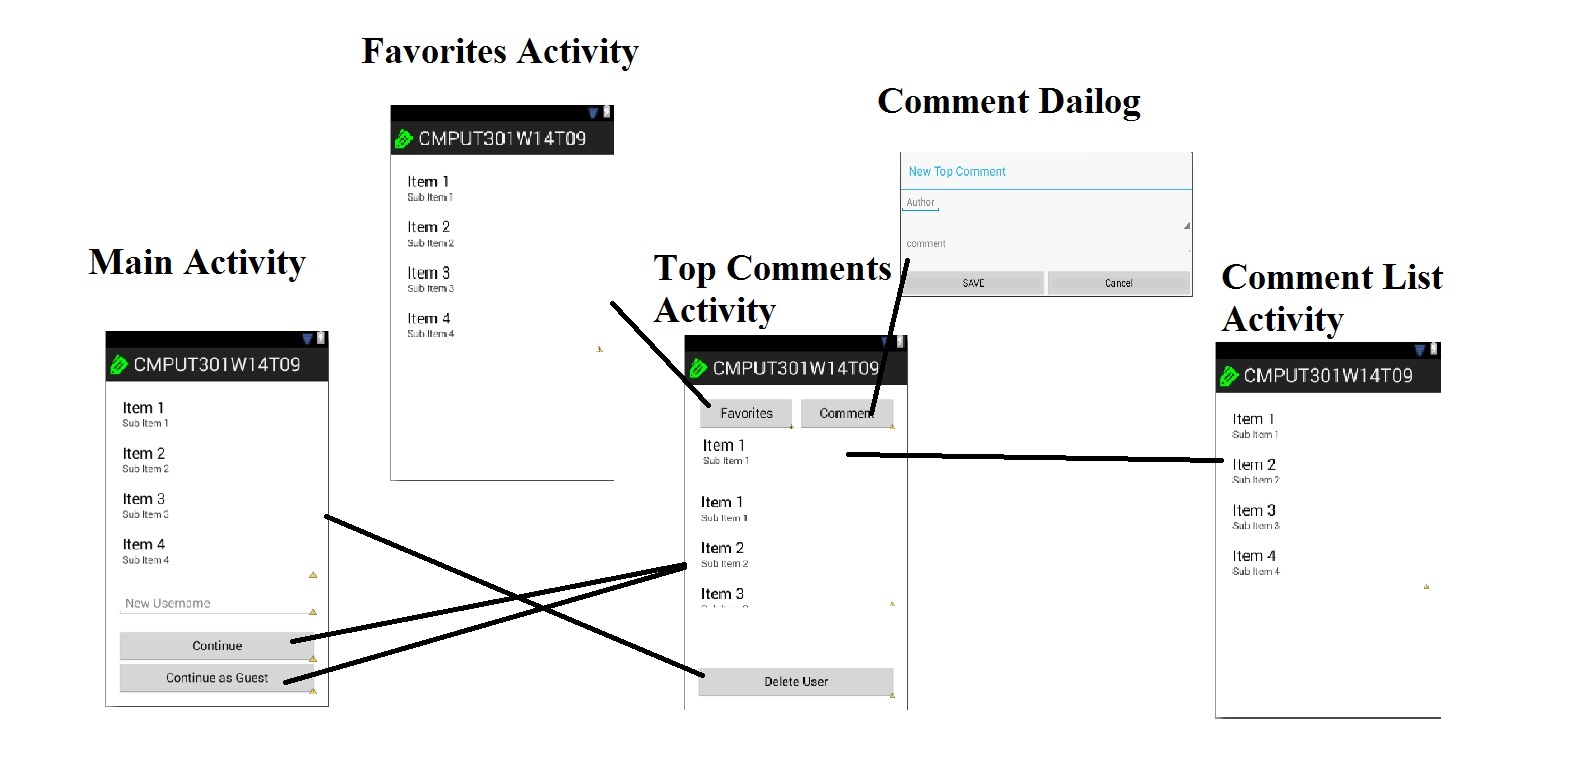 Favorites Activity
CMPUT301W14T09
Item 1
Sub Item 1
Item 2
Sub Item 2
Item 3
Sub Item 3
Item 4
Sub Item 4
Comment Dailog
New Top Comment
Author
comment
SAVE Cancel
Main Activity
CMPUT301W14T09
Item 1
Sub Item 1
Item 2
Sub Item 2
Item 3
Sub Item 3
Item 4
Sub Item 4
New Username
Continue
Continue as Guest
Top Comments
Activity
CMPUT301W14T09
Favorites Comment
Item 1
Sub Item 1
Item 1
Sub Item 1
Item 2
Sub Item 2
Item 3
Delete User
Comment List
Activity
CMPUT301W14T09
Item 1
Sub Item 1
Item 2
Sub Item 2
Item 3
Sub Item 3
Item 4
Sub Item 4